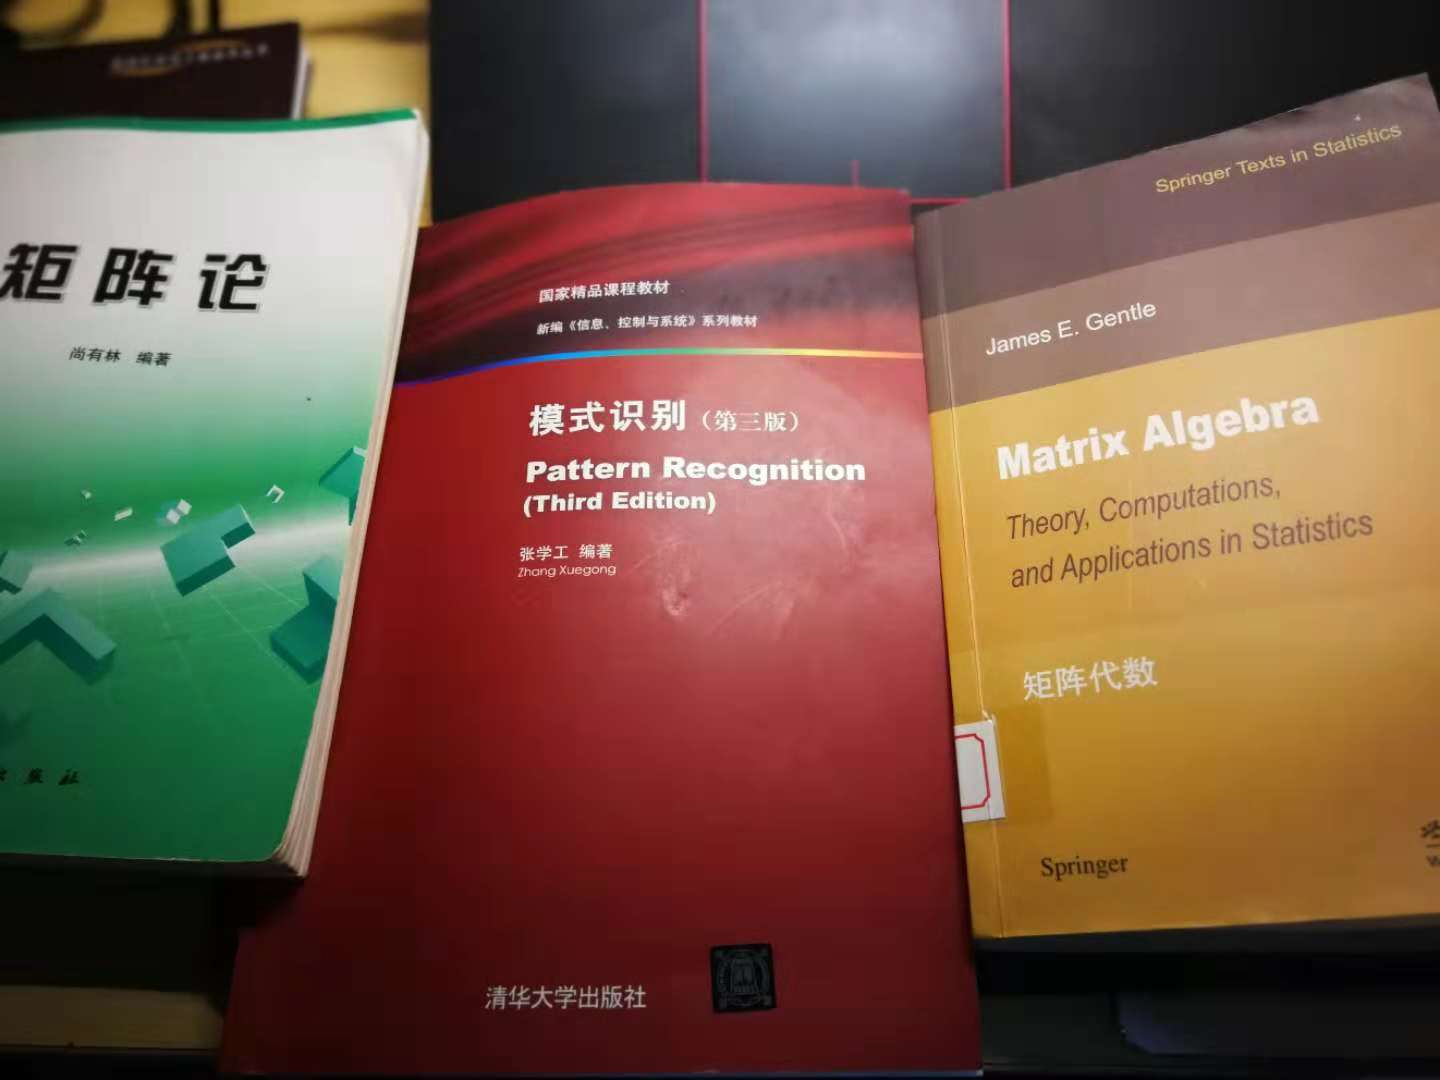 矩阵论
尚有林 编著
出版社
国家精品课程教材
新编《信息、控制与系统》系列教材
模式识别(第三版)
Pattern Recognition
(Third Edition)
张学工 编著
Zhang Xuegong
清华大学出版社
Springer Texts in Statistics
James E. Gentle
Matrix Algebra
Theory, Computations,
and Applications in Statistics
矩阵代数
Springer